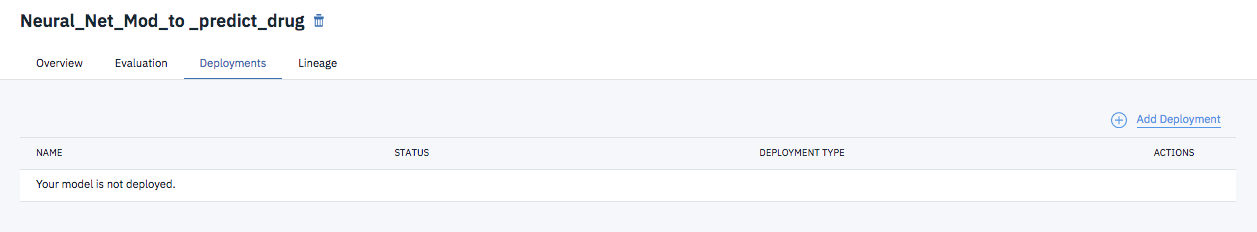 Neural_Net_Mod_to _predict_drug
Overview Evaluation Deployments Lineage
Add Deployment
NAME STATUS DEPLOYMENT TYPE ACTIONS
Your model is not deployed.